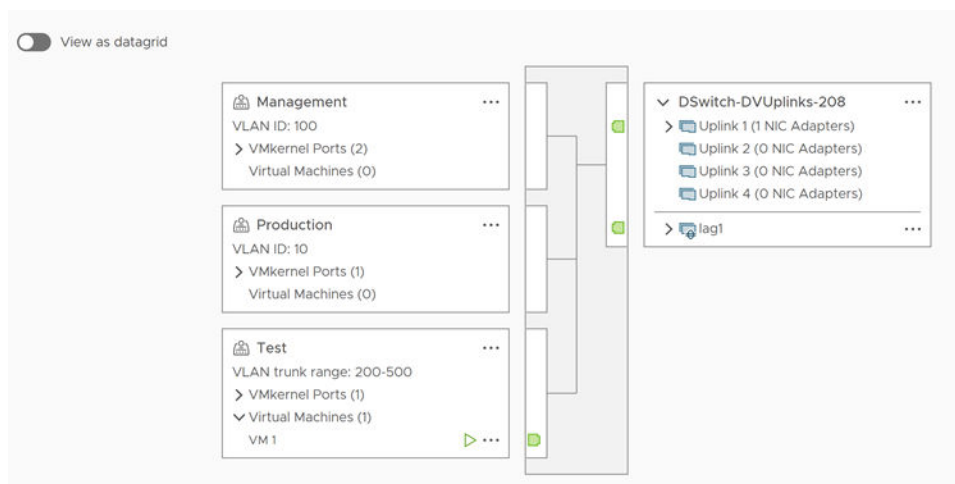 View as datagrid
Management ...
VLAN ID: 100
VMkernel Ports (2)
Virtual Machines (0)
Production ...
VLAN ID: 10
VMkernel Ports (1)
Virtual Machines (0)
Test ...
VLAN trunk range: 200-500
VMkernel Ports (1)
Virtual Machines (1)
VM 1 ...
DSwitch-DVUplinks-208 ...
Uplink 1 (1 NIC Adapters)
Uplink 2 (0 NIC Adapters)
Uplink 3 (0 NIC Adapters)
Uplink 4 (0 NIC Adapters)
lag1 ...